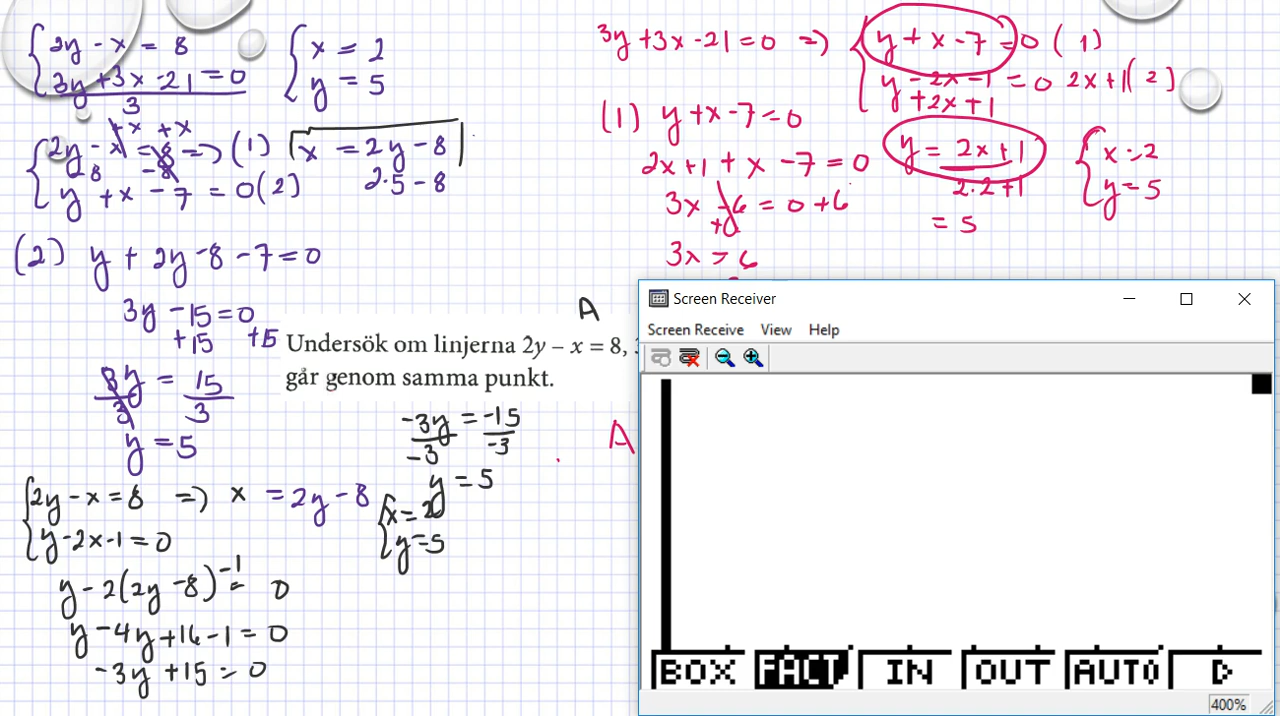 2y - x = 8
3y + 3x - 21 = 0
3
x = 2
y = 5
+x +x
2y - x = 8 => (1) x = 2y - 8
-8 -8
2·5 - 8
y + x - 7 = 0 (2)
(2) y + 2y - 8 - 7 = 0
3y - 15 = 0
+15 +15
3y = 15
3 3
y = 5
2y - x = 8 => x = 2y - 8
y - 2x - 1 = 0
y - 2(2y - 8) - 1 = 0
y - 4y + 16 - 1 = 0
-3y + 15 = 0
-3y = -15
-3 -3
y = 5
x = 2
y = 5
A
Undersök om linjerna 2y – x = 8,
går genom samma punkt.
A
3y + 3x - 21 = 0 => y + x - 7 = 0 (1)
y - 2x - 1 = 0 2x + 1 (2)
+2x + 1
(1) y + x - 7 = 0
y = 2x + 1
2x + 1 + x - 7 = 0
2·2 + 1
= 5
x = 2
y = 5
3x - 6 = 0 + 6
+6
3x = 6
Screen Receiver
Screen Receive View Help
BOX FACT IN OUT AUTO ▷
400%